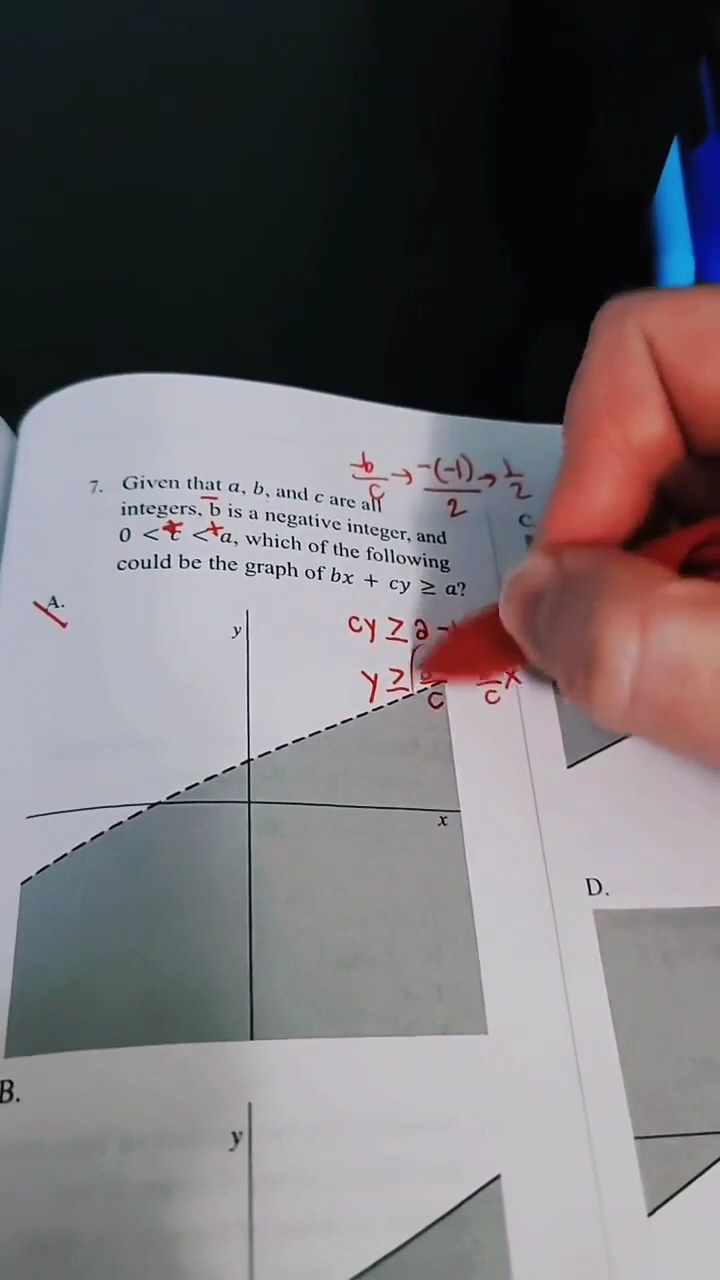 7. Given that a, b, and c are all
integers, b is a negative integer, and
0 < c < a, which of the following
could be the graph of bx + cy ≥ a?
-b/c → -(-1)/2 → 1/2
A.
y
cy ≥ a -
y ≥ /c /c x
x
B.
y
C
D.